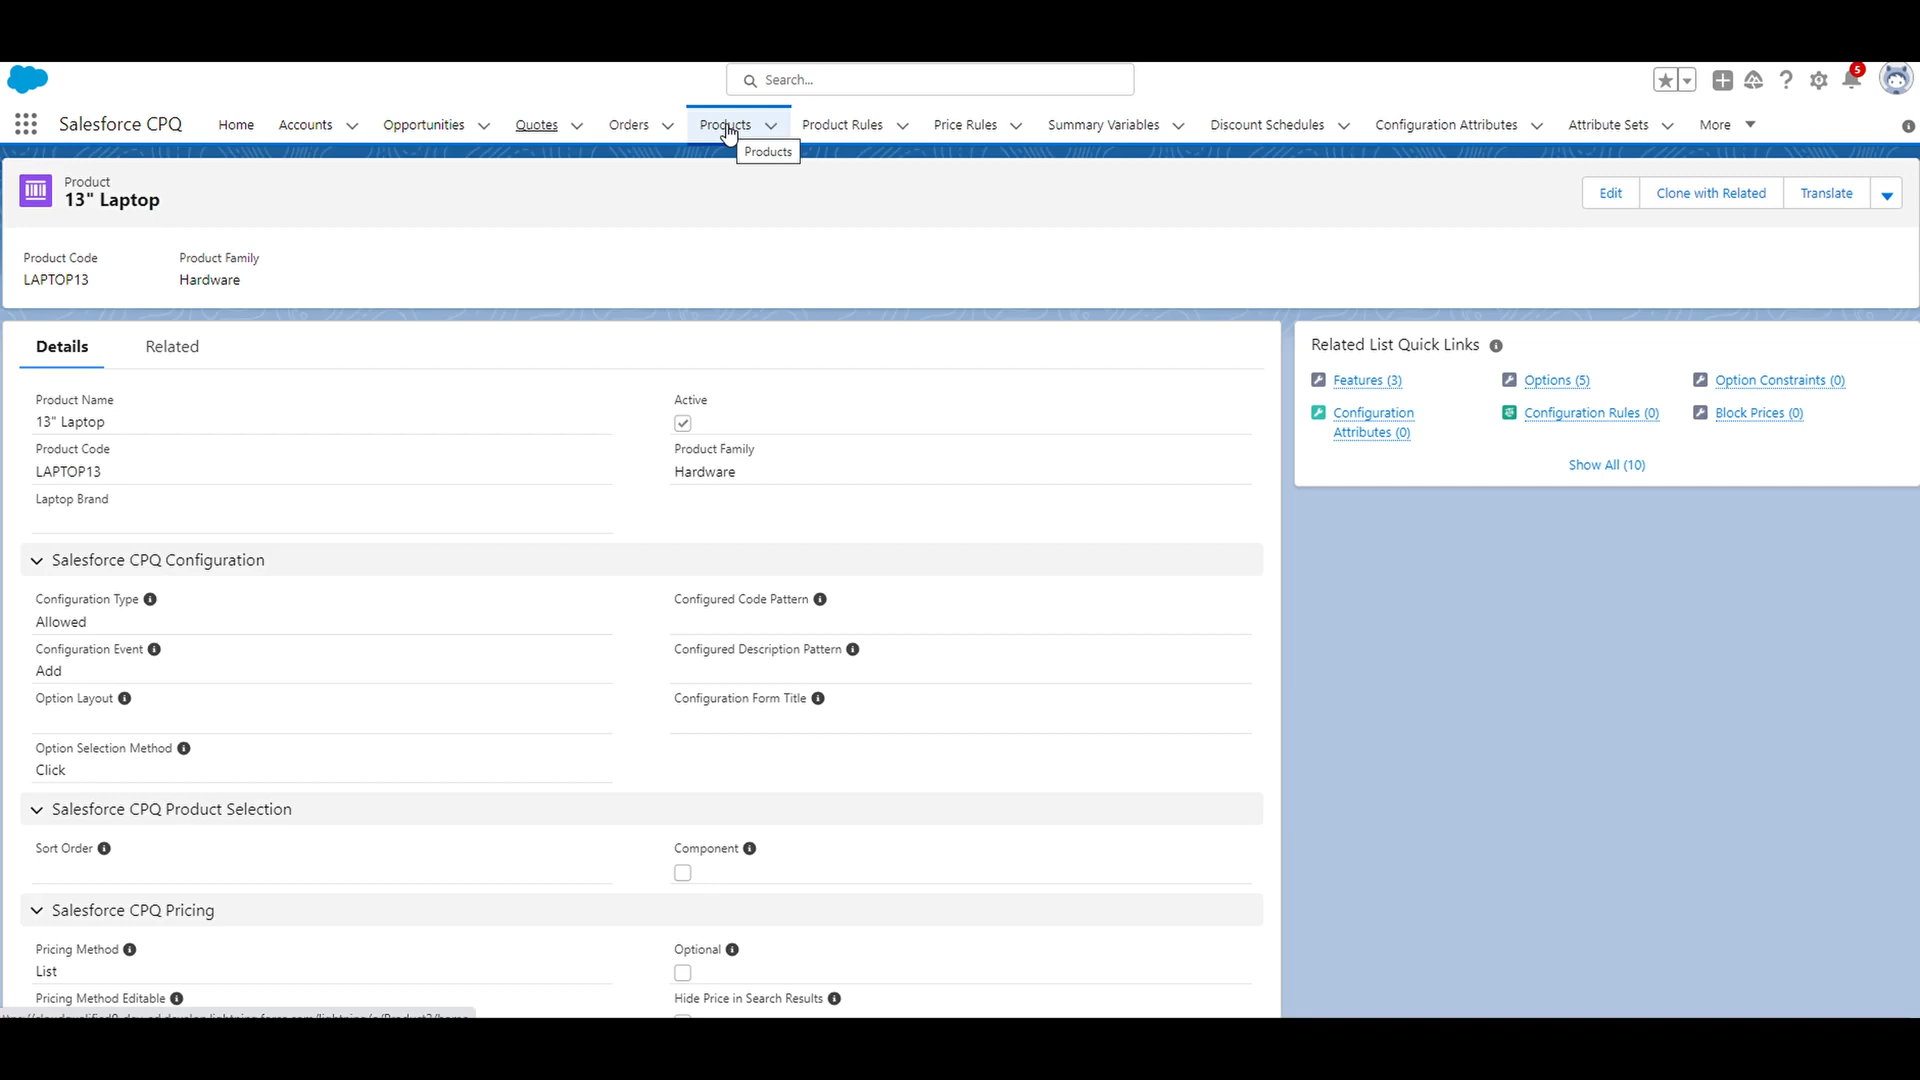 Search...
5
Salesforce CPQ
Home
Accounts
Opportunities
Quotes
Orders
Products
Product Rules
Price Rules
Summary Variables
Discount Schedules
Configuration Attributes
Attribute Sets
More
Products
Product
13" Laptop
Edit
Clone with Related
Translate
Product Code
Product Family
LAPTOP13
Hardware
Details
Related
Related List Quick Links
Features (3)
Options (5)
Option Constraints (0)
Configuration
Attributes (0)
Configuration Rules (0)
Block Prices (0)
Show All (10)
Product Name
Active
13" Laptop
Product Code
Product Family
LAPTOP13
Hardware
Laptop Brand
Salesforce CPQ Configuration
Configuration Type
Configured Code Pattern
Allowed
Configuration Event
Configured Description Pattern
Add
Option Layout
Configuration Form Title
Option Selection Method
Click
Salesforce CPQ Product Selection
Sort Order
Component
Salesforce CPQ Pricing
Pricing Method
Optional
List
Pricing Method Editable
Hide Price in Search Results